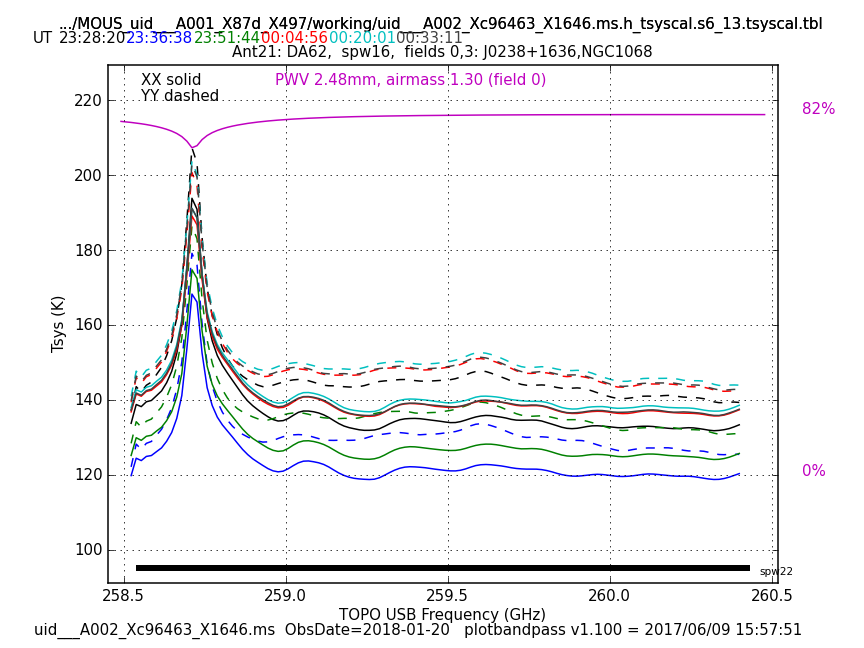 .../MOUS_uid___A001_X87d_X497/working/uid___A002_Xc96463_X1646.ms.h_tsyscal.s6_13.tsyscal.tbl
UT 23:28:20 23:36:38 23:51:44 00:04:56 00:20:01 00:33:11
Ant21: DA62,  spw16,  fields 0,3: J0238+1636,NGC1068
XX solid
PWV 2.48mm, airmass 1.30 (field 0)
YY dashed
220
82%
200
180
160
Tsys (K)
140
120
0%
100
spw22
258.5 259.0 259.5 260.0 260.5
TOPO USB Frequency (GHz)
uid___A002_Xc96463_X1646.ms  ObsDate=2018-01-20   plotbandpass v1.100 = 2017/06/09 15:57:51